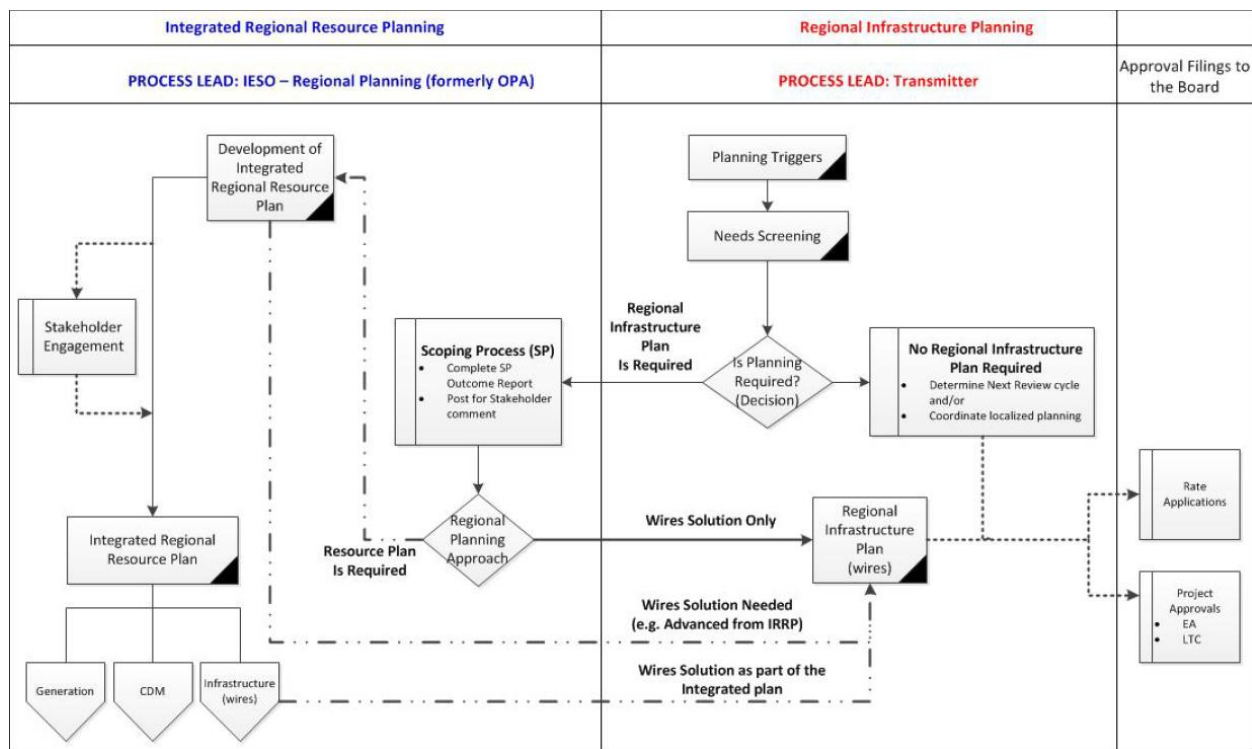 Integrated Regional Resource Planning
Regional Infrastructure Planning
PROCESS LEAD: IESO – Regional Planning (formerly OPA)
PROCESS LEAD: Transmitter
Approval Filings to
the Board
Development of
Integrated
Regional Resource
Plan
Planning Triggers
Needs Screening
Stakeholder
Engagement
Scoping Process (SP)
• Complete SP
Outcome Report
• Post for Stakeholder
comment
Regional
Infrastructure
Plan
Is Required
Is Planning
Required?
(Decision)
No Regional Infrastructure
Plan Required
• Determine Next Review cycle
and/or
• Coordinate localized planning
Rate
Applications
Integrated Regional
Resource Plan
Resource Plan
Is Required
Regional
Planning
Approach
Wires Solution Only
Regional
Infrastructure
Plan
(wires)
Project
Approvals
• EA
• LTC
Wires Solution Needed
(e.g. Advanced from IRRP)
Wires Solution as part of the
Integrated plan
Generation
CDM
Infrastructure
(wires)